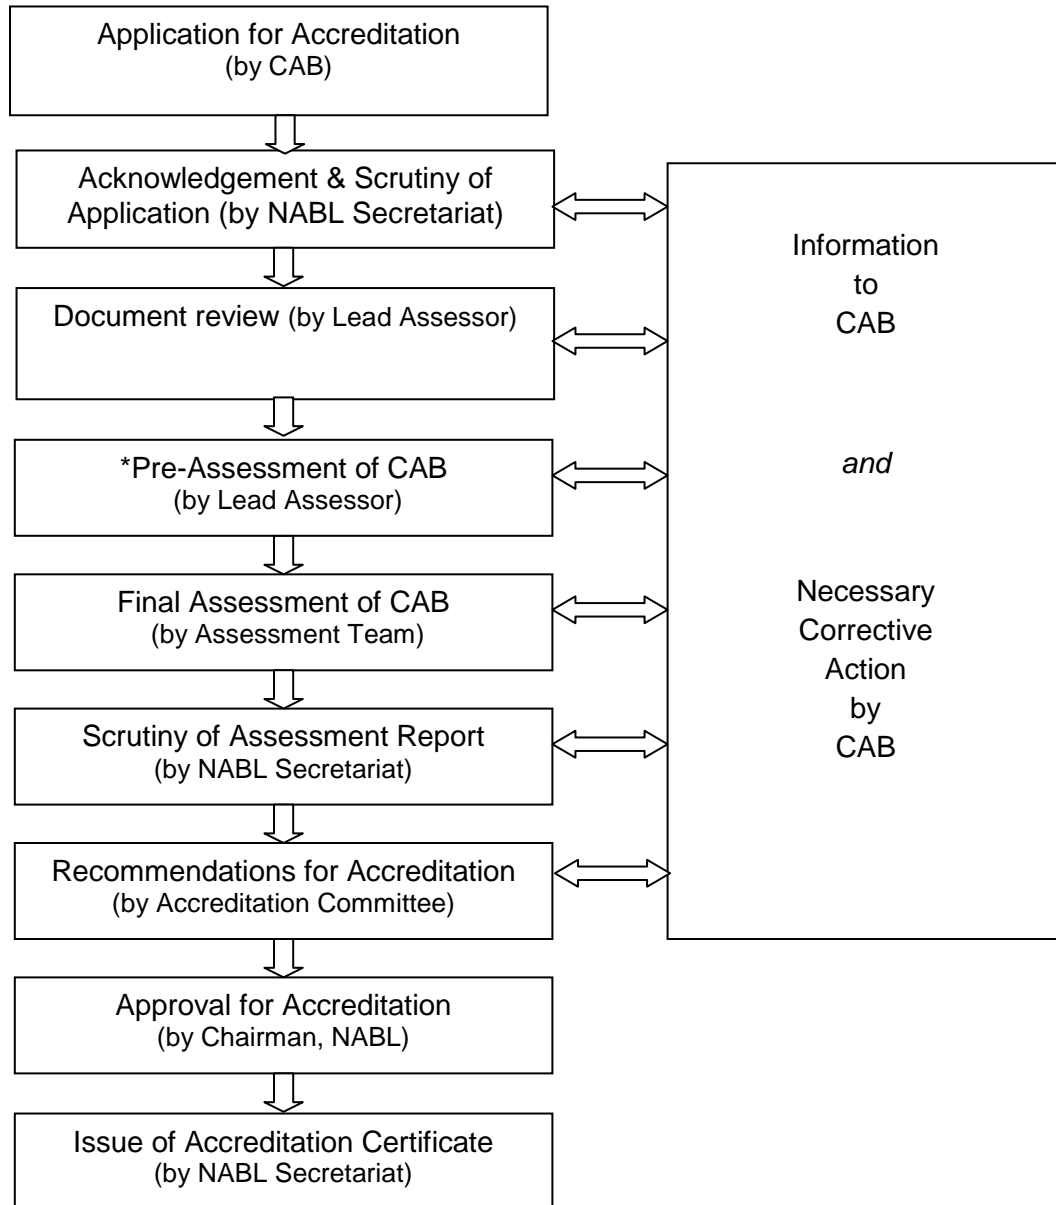 Application for Accreditation
(by CAB)
Acknowledgement & Scrutiny of
Application (by NABL Secretariat)
Document review (by Lead Assessor)
*Pre-Assessment of CAB
(by Lead Assessor)
Final Assessment of CAB
(by Assessment Team)
Scrutiny of Assessment Report
(by NABL Secretariat)
Recommendations for Accreditation
(by Accreditation Committee)
Approval for Accreditation
(by Chairman, NABL)
Issue of Accreditation Certificate
(by NABL Secretariat)
Information
to
CAB
and
Necessary
Corrective
Action
by
CAB